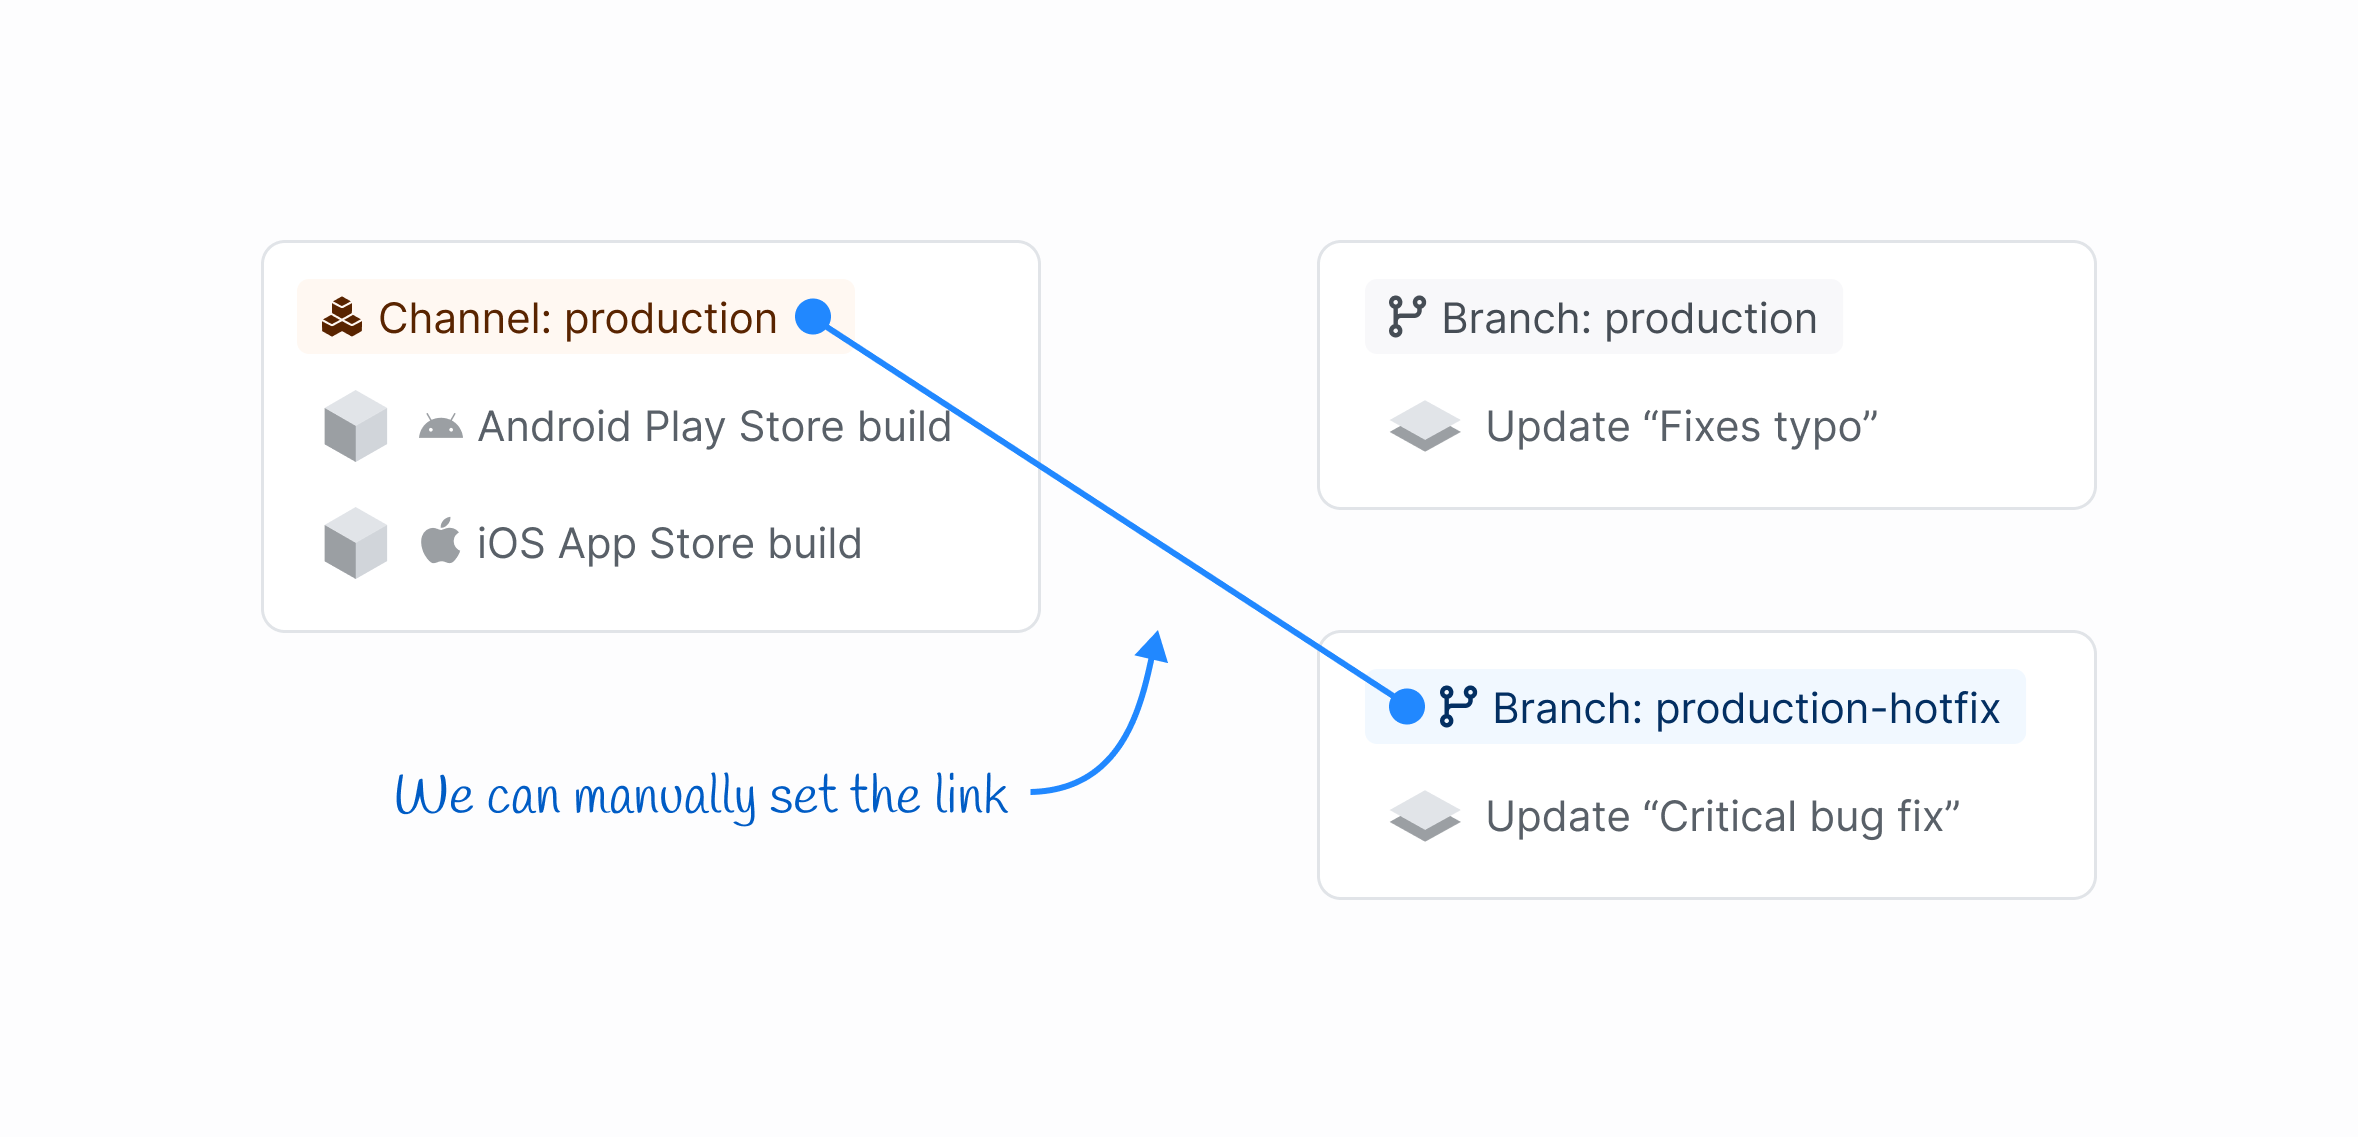 Channel: production
Android Play Store build
iOS App Store build
Branch: production
Update “Fixes typo”
Branch: production-hotfix
Update “Critical bug fix”
We can manually set the link